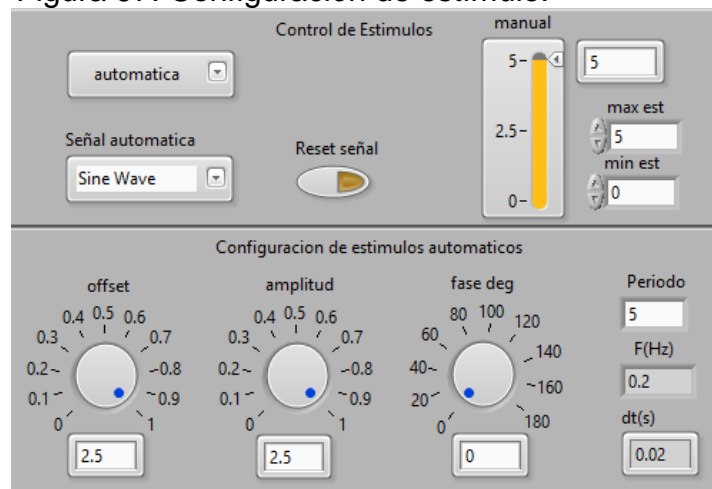 Figura Configuración de estímulo.
Control de Estimulos
manual
automatica
5
5
2.5
0
max est
5
min est
0
Señal automatica
Sine Wave
Reset señal
Configuracion de estimulos automaticos
offset
0 0.1 0.2 0.3 0.4 0.5 0.6 0.7 0.8 0.9 1
2.5
amplitud
0 0.1 0.2 0.3 0.4 0.5 0.6 0.7 0.8 0.9 1
2.5
fase deg
0 20 40 60 80 100 120 140 160 180
0
Periodo
5
F(Hz)
0.2
dt(s)
0.02